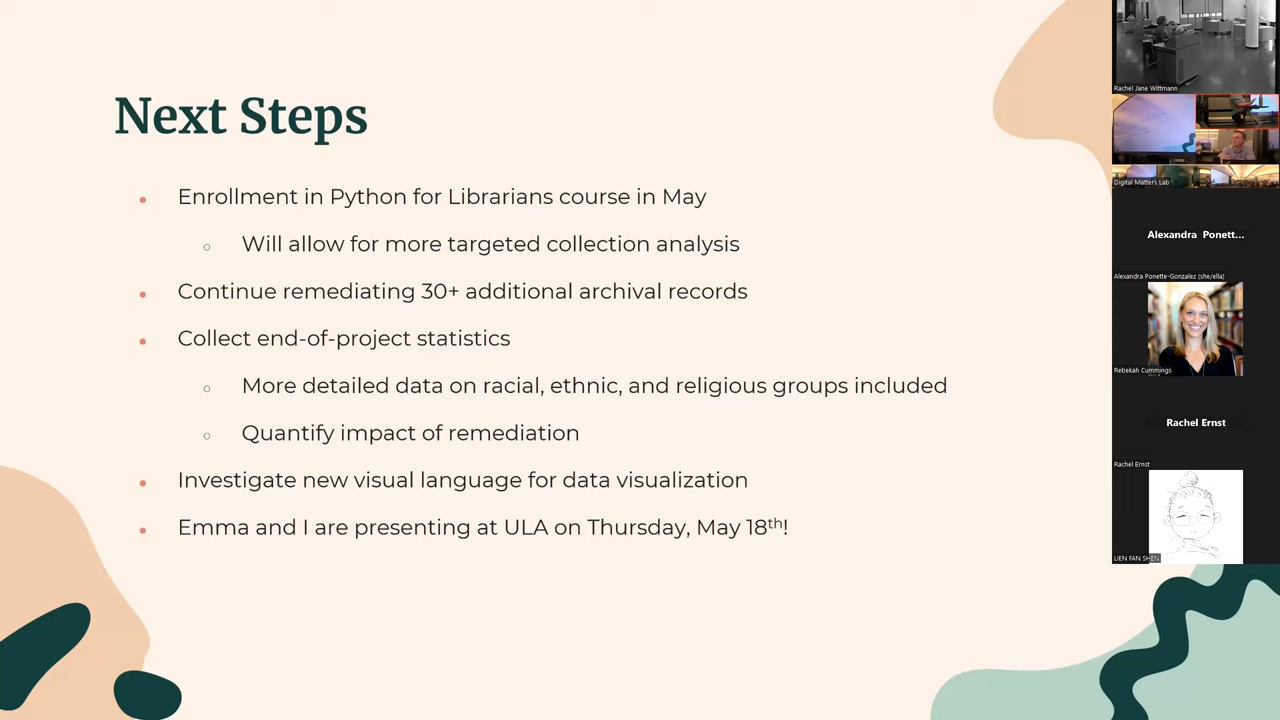 Next Steps
Enrollment in Python for Librarians course in May
Will allow for more targeted collection analysis
Continue remediating 30+ additional archival records
Collect end-of-project statistics
More detailed data on racial, ethnic, and religious groups included
Quantify impact of remediation
Investigate new visual language for data visualization
Emma and I are presenting at ULA on Thursday, May 18th!
Rachel Jane Wittmann
Digital Matters Lab
Alexandra Ponett...
Alexandra Ponette-Gonzalez (she/ella)
Rebekah Cummings
Rachel Ernst
Rachel Ernst
LIEN FAN SHEN